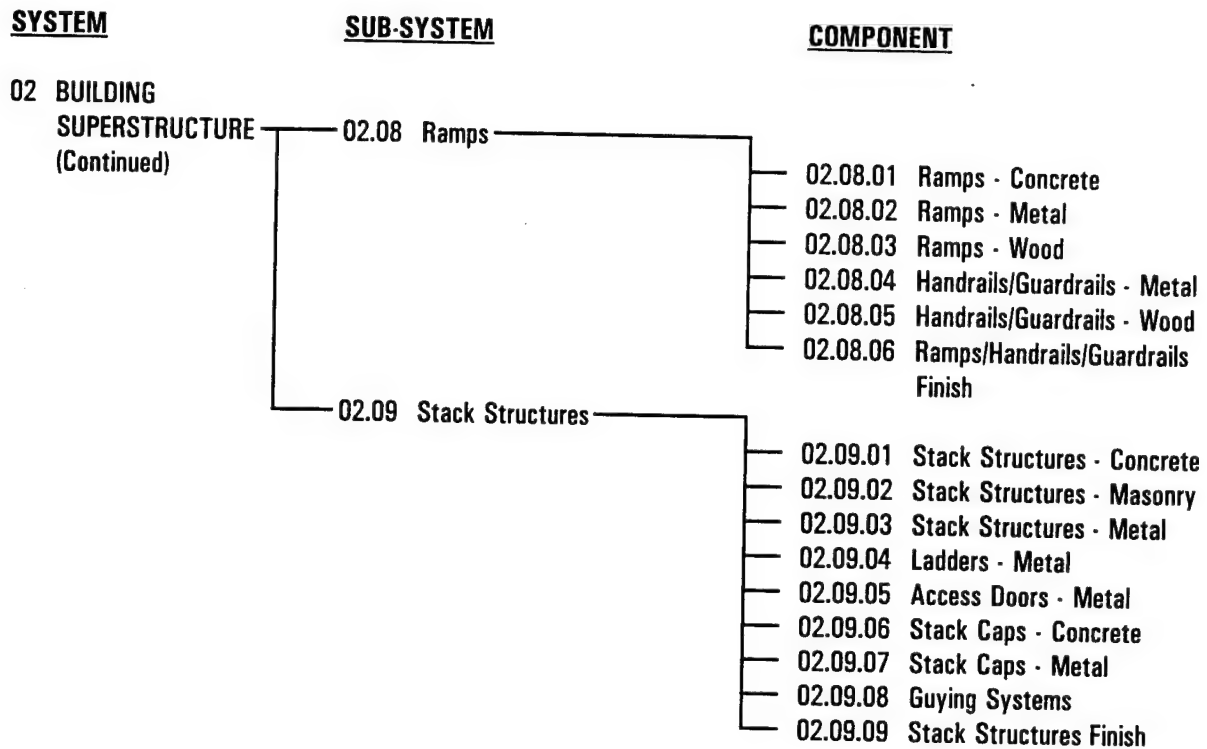 SYSTEM
SUB-SYSTEM
COMPONENT
02 BUILDING
SUPERSTRUCTURE
(Continued)
02.08 Ramps
02.08.01 Ramps - Concrete
02.08.02 Ramps - Metal
02.08.03 Ramps - Wood
02.08.04 Handrails/Guardrails - Metal
02.08.05 Handrails/Guardrails - Wood
02.08.06 Ramps/Handrails/Guardrails
Finish
02.09 Stack Structures
02.09.01 Stack Structures - Concrete
02.09.02 Stack Structures - Masonry
02.09.03 Stack Structures - Metal
02.09.04 Ladders - Metal
02.09.05 Access Doors - Metal
02.09.06 Stack Caps - Concrete
02.09.07 Stack Caps - Metal
02.09.08 Guying Systems
02.09.09 Stack Structures Finish